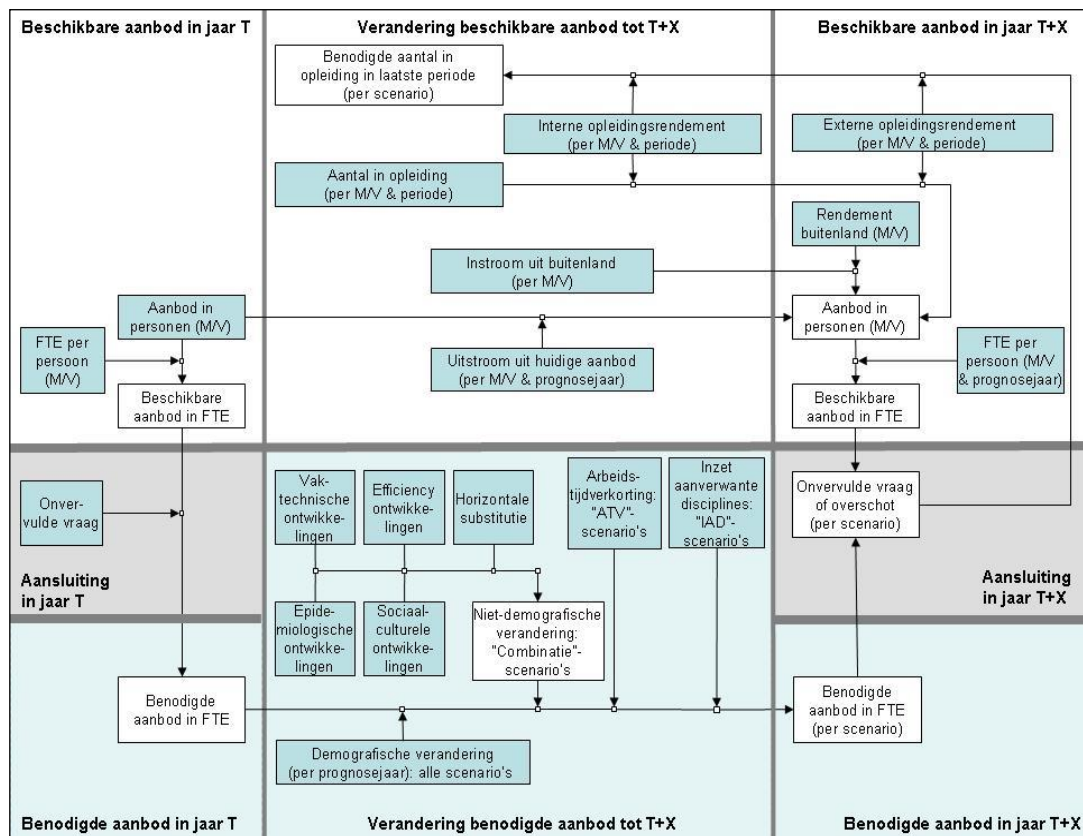 Beschikbare aanbod in jaar T
Verandering beschikbare aanbod tot T+X
Beschikbare aanbod in jaar T+X
Benodigde aantal in
opleiding in laatste periode
(per scenario)
Interne opleidingsrendement
(per M/V & periode)
Externe opleidingsrendement
(per M/V & periode)
Aantal in opleiding
(per M/V & periode)
Rendement
buitenland (M/V)
Instroom uit buitenland
(per M/V)
Aanbod in
personen (M/V)
Aanbod in
personen (M/V)
FTE per
persoon
(M/V)
Uitstroom uit huidige aanbod
(per M/V & prognosejaar)
FTE per
persoon (M/V
& prognosejaar)
Beschikbare
aanbod in FTE
Beschikbare
aanbod in FTE
Onver-
vulde vraag
Vak-
technische
ontwikke-
lingen
Efficiency
ontwikke-
lingen
Horizontale
substitutie
Arbeids-
tijdverkorting:
"ATV"-
scenario's
Inzet
aanverwante
disciplines:
"IAD"-
scenario's
Onvervulde vraag
of overschot
(per scenario)
Aansluiting
in jaar T
Aansluiting
in jaar T+X
Epide-
miologische
ontwikke-
lingen
Sociaal-
culturele
ontwikke-
lingen
Niet-demografische
verandering:
"Combinatie"-
scenario's
Benodigde
aanbod in FTE
Benodigde
aanbod in FTE
(per scenario)
Demografische verandering
(per prognosejaar): alle scenario's
Benodigde aanbod in jaar T
Verandering benodigde aanbod tot T+X
Benodigde aanbod in jaar T+X